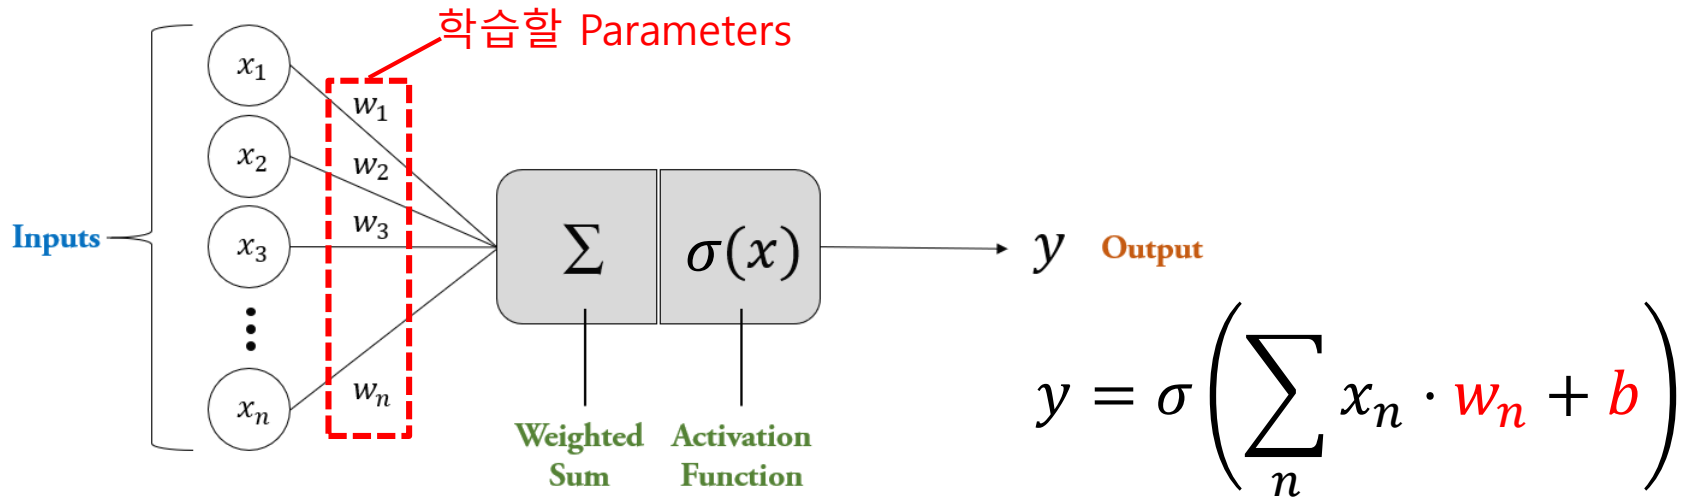 학습할 Parameters
x₁
w₁
x₂
w₂
Inputs
x₃
w₃
∑
σ(x)
y
Output
xₙ
wₙ
Weighted
Sum
Activation
Function
y = σ(∑ₙ xₙ · wₙ + b)